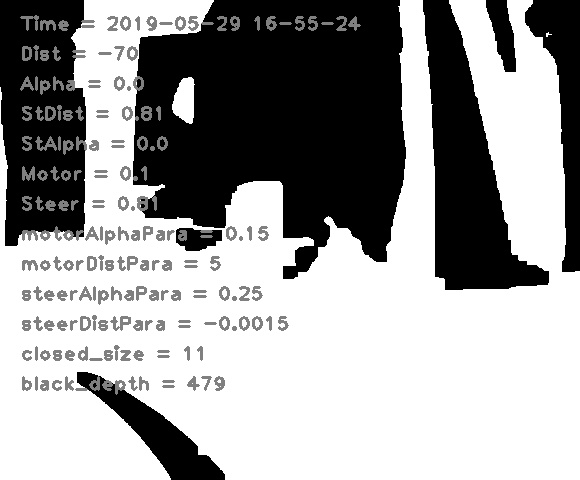 Time = 2019-05-29 16-55-24
Dist = -70
Alpha = 0.0
StDist = 0.81
StAlpha = 0.0
Motor = 0.1
Steer = 0.81
motorAlphaPara = 0.15
motorDistPara = 5
steerAlphaPara = 0.25
steerDistPara = -0.0015
closed_size = 11
black_depth = 479